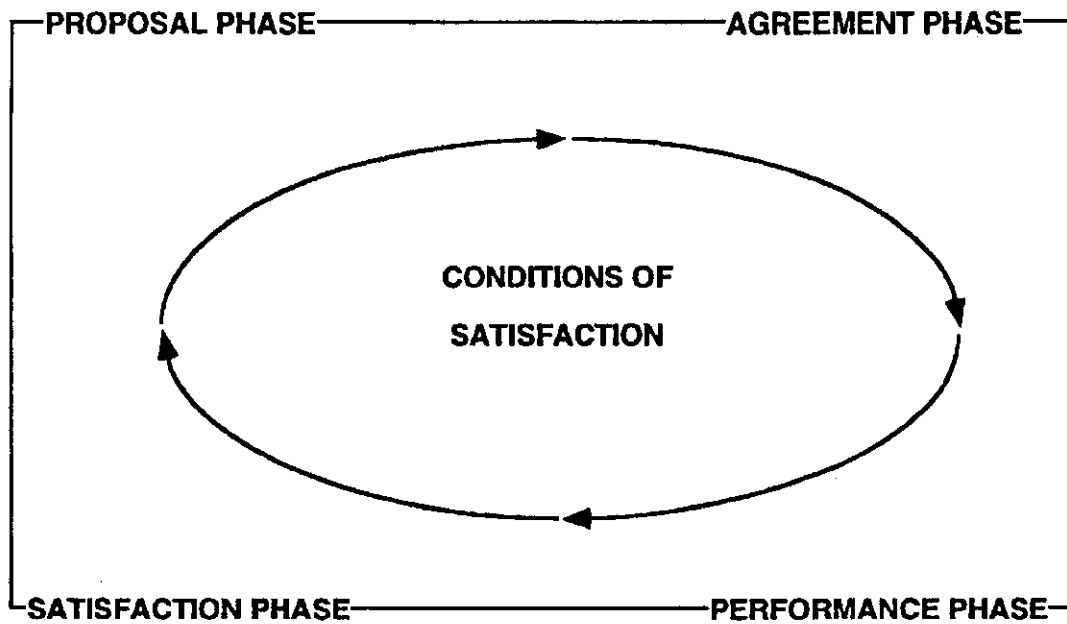 PROPOSAL PHASE
AGREEMENT PHASE
CONDITIONS OF
SATISFACTION
SATISFACTION PHASE
PERFORMANCE PHASE